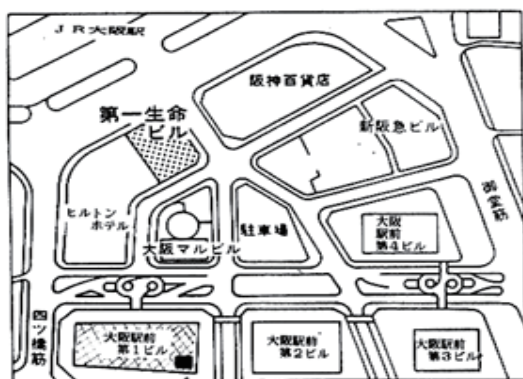 JR大阪駅
阪神百貨店
第一生命
ビル
新阪急ビル
御堂筋
ヒルトン
ホテル
大阪マルビル
駐車場
大阪
駅前
第4ビル
四ツ橋筋
大阪駅前
第1ビル
大阪駅前
第2ビル
大阪駅前
第3ビル